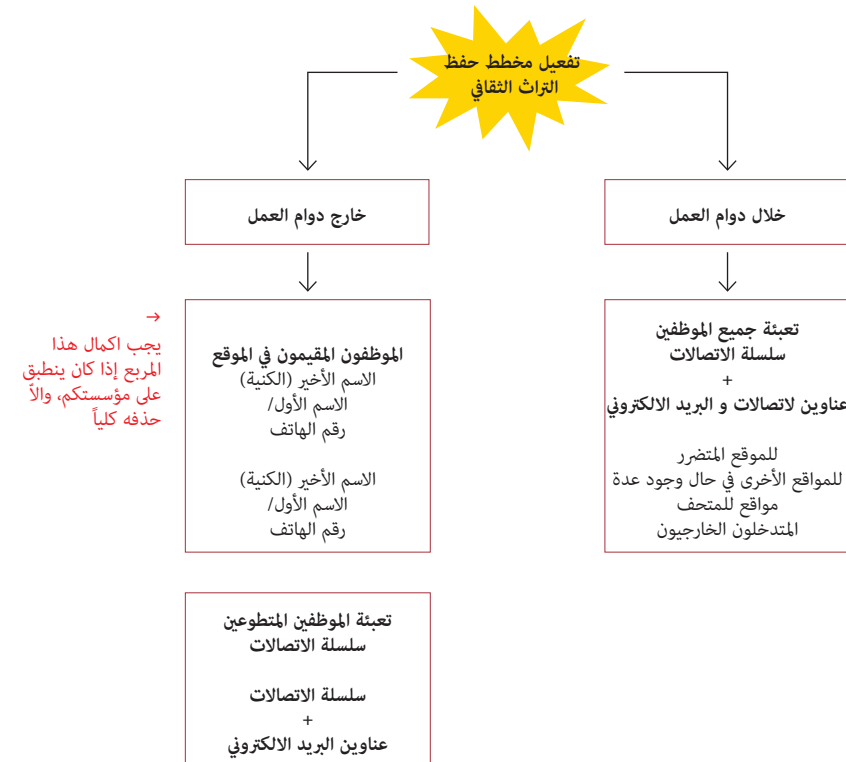 تفعيل مخطط حفظ
التراث الثقافي
خلال دوام العمل
خارج دوام العمل
تعبئة جميع الموظفين
سلسلة الاتصالات
+
عناوين لاتصالات و البريد الالكتروني
للموقع المتضرر
للمواقع الأخرى في حال وجود عدة
مواقع للمتحف
المتدخلون الخارجيون
الموظفون المقيمون في الموقع
الاسم الأخير (الكنية)
الاسم الأول/
رقم الهاتف
الاسم الأخير (الكنية)
الاسم الأول/
رقم الهاتف
→
يجب اكمال هذا
المربع إذا كان ينطبق
على مؤسستكم، والاّ
حذفه كلياً
تعبئة الموظفين المتطوعين
سلسلة الاتصالات
سلسلة الاتصالات
+
عناوين البريد الالكتروني